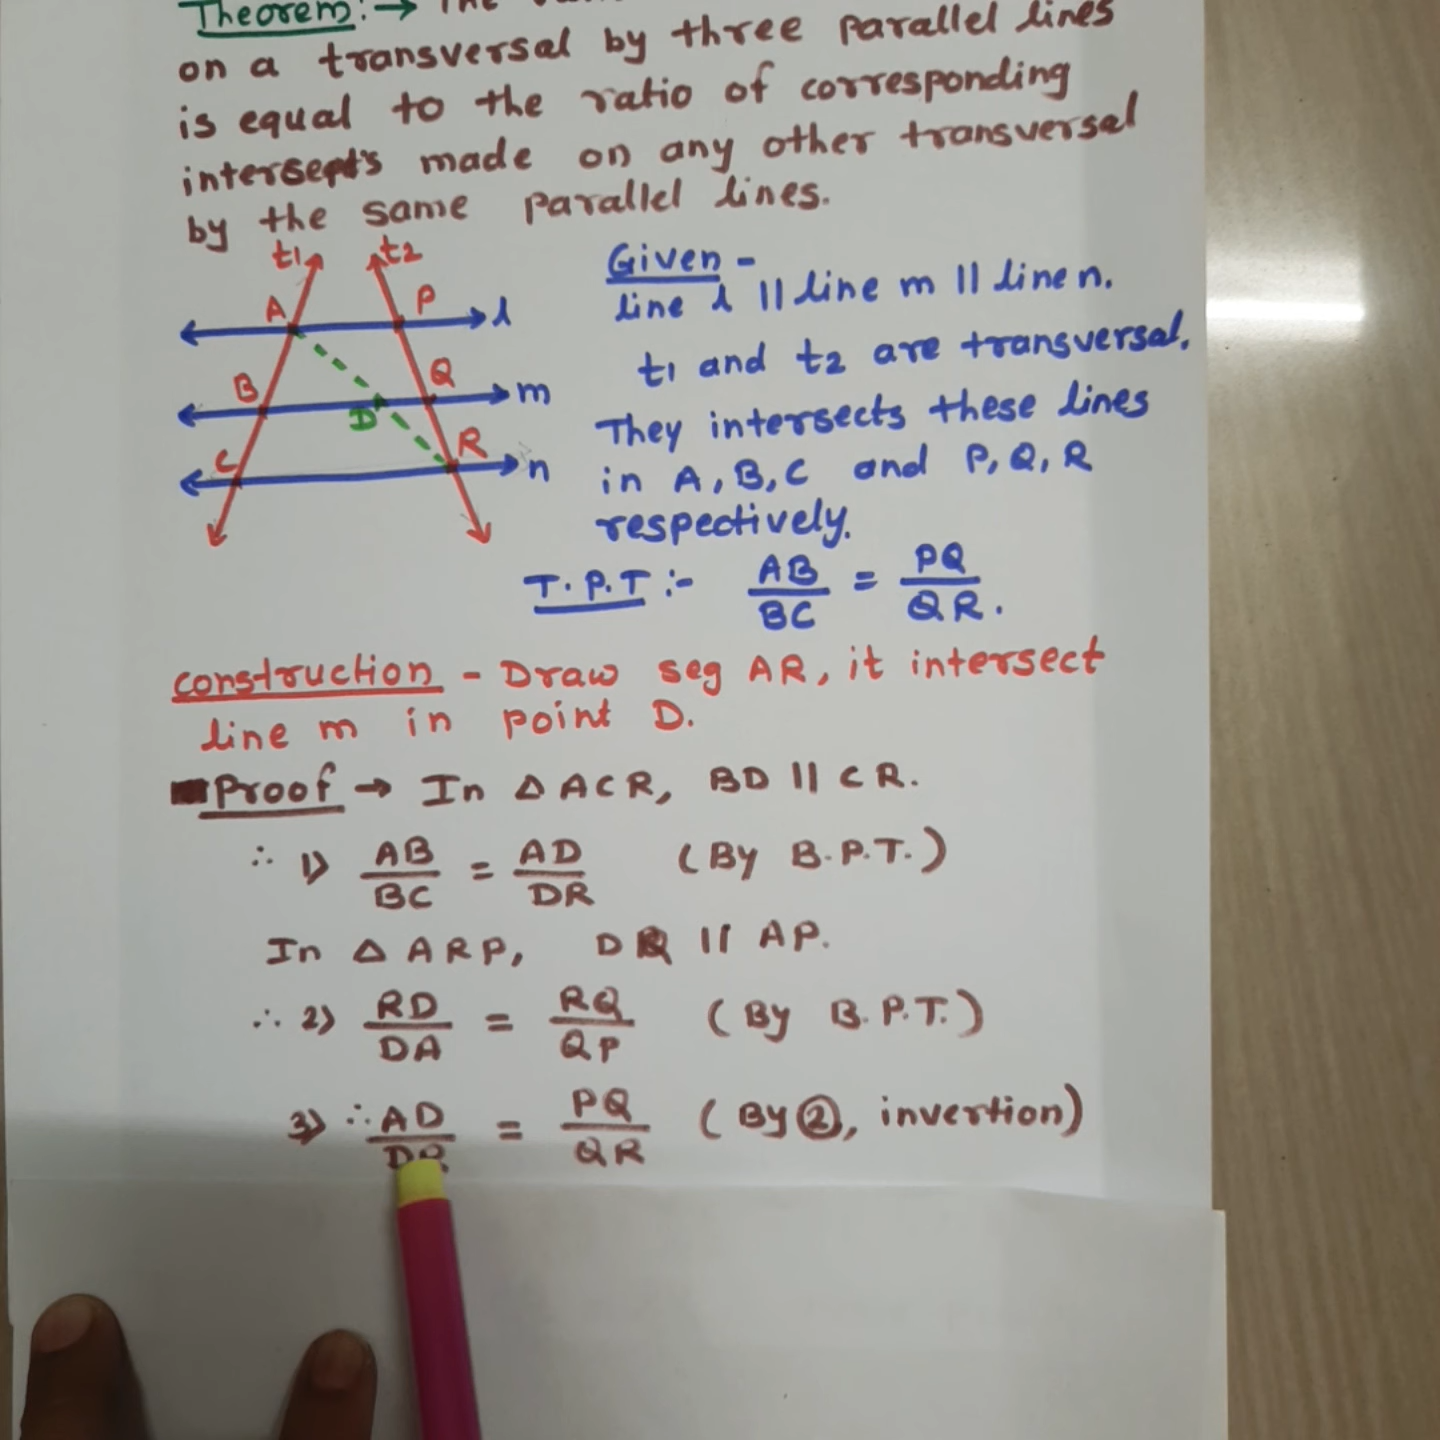 Theorem:→ The
on a transversal by three parallel lines
is equal to the ratio of corresponding
intersepts made on any other transversal
by the same parallel lines.
t1 t2
A P l
B Q m
D
C R n
Given -
line l || line m || line n.
t1 and t2 are transversal.
They intersects these lines
in A, B, C and P, Q, R
respectively.
T.P.T :- AB/BC = PQ/QR.
construction - Draw seg AR, it intersect
line m in point D.
Proof → In △ ACR, BD || CR.
∴ 1) AB/BC = AD/DR (By B.P.T.)
In △ ARP, DQ || AP.
∴ 2) RD/DA = RQ/QP (By B.P.T.)
3) ∴ AD/DR = PQ/QR (By ②, invertion)